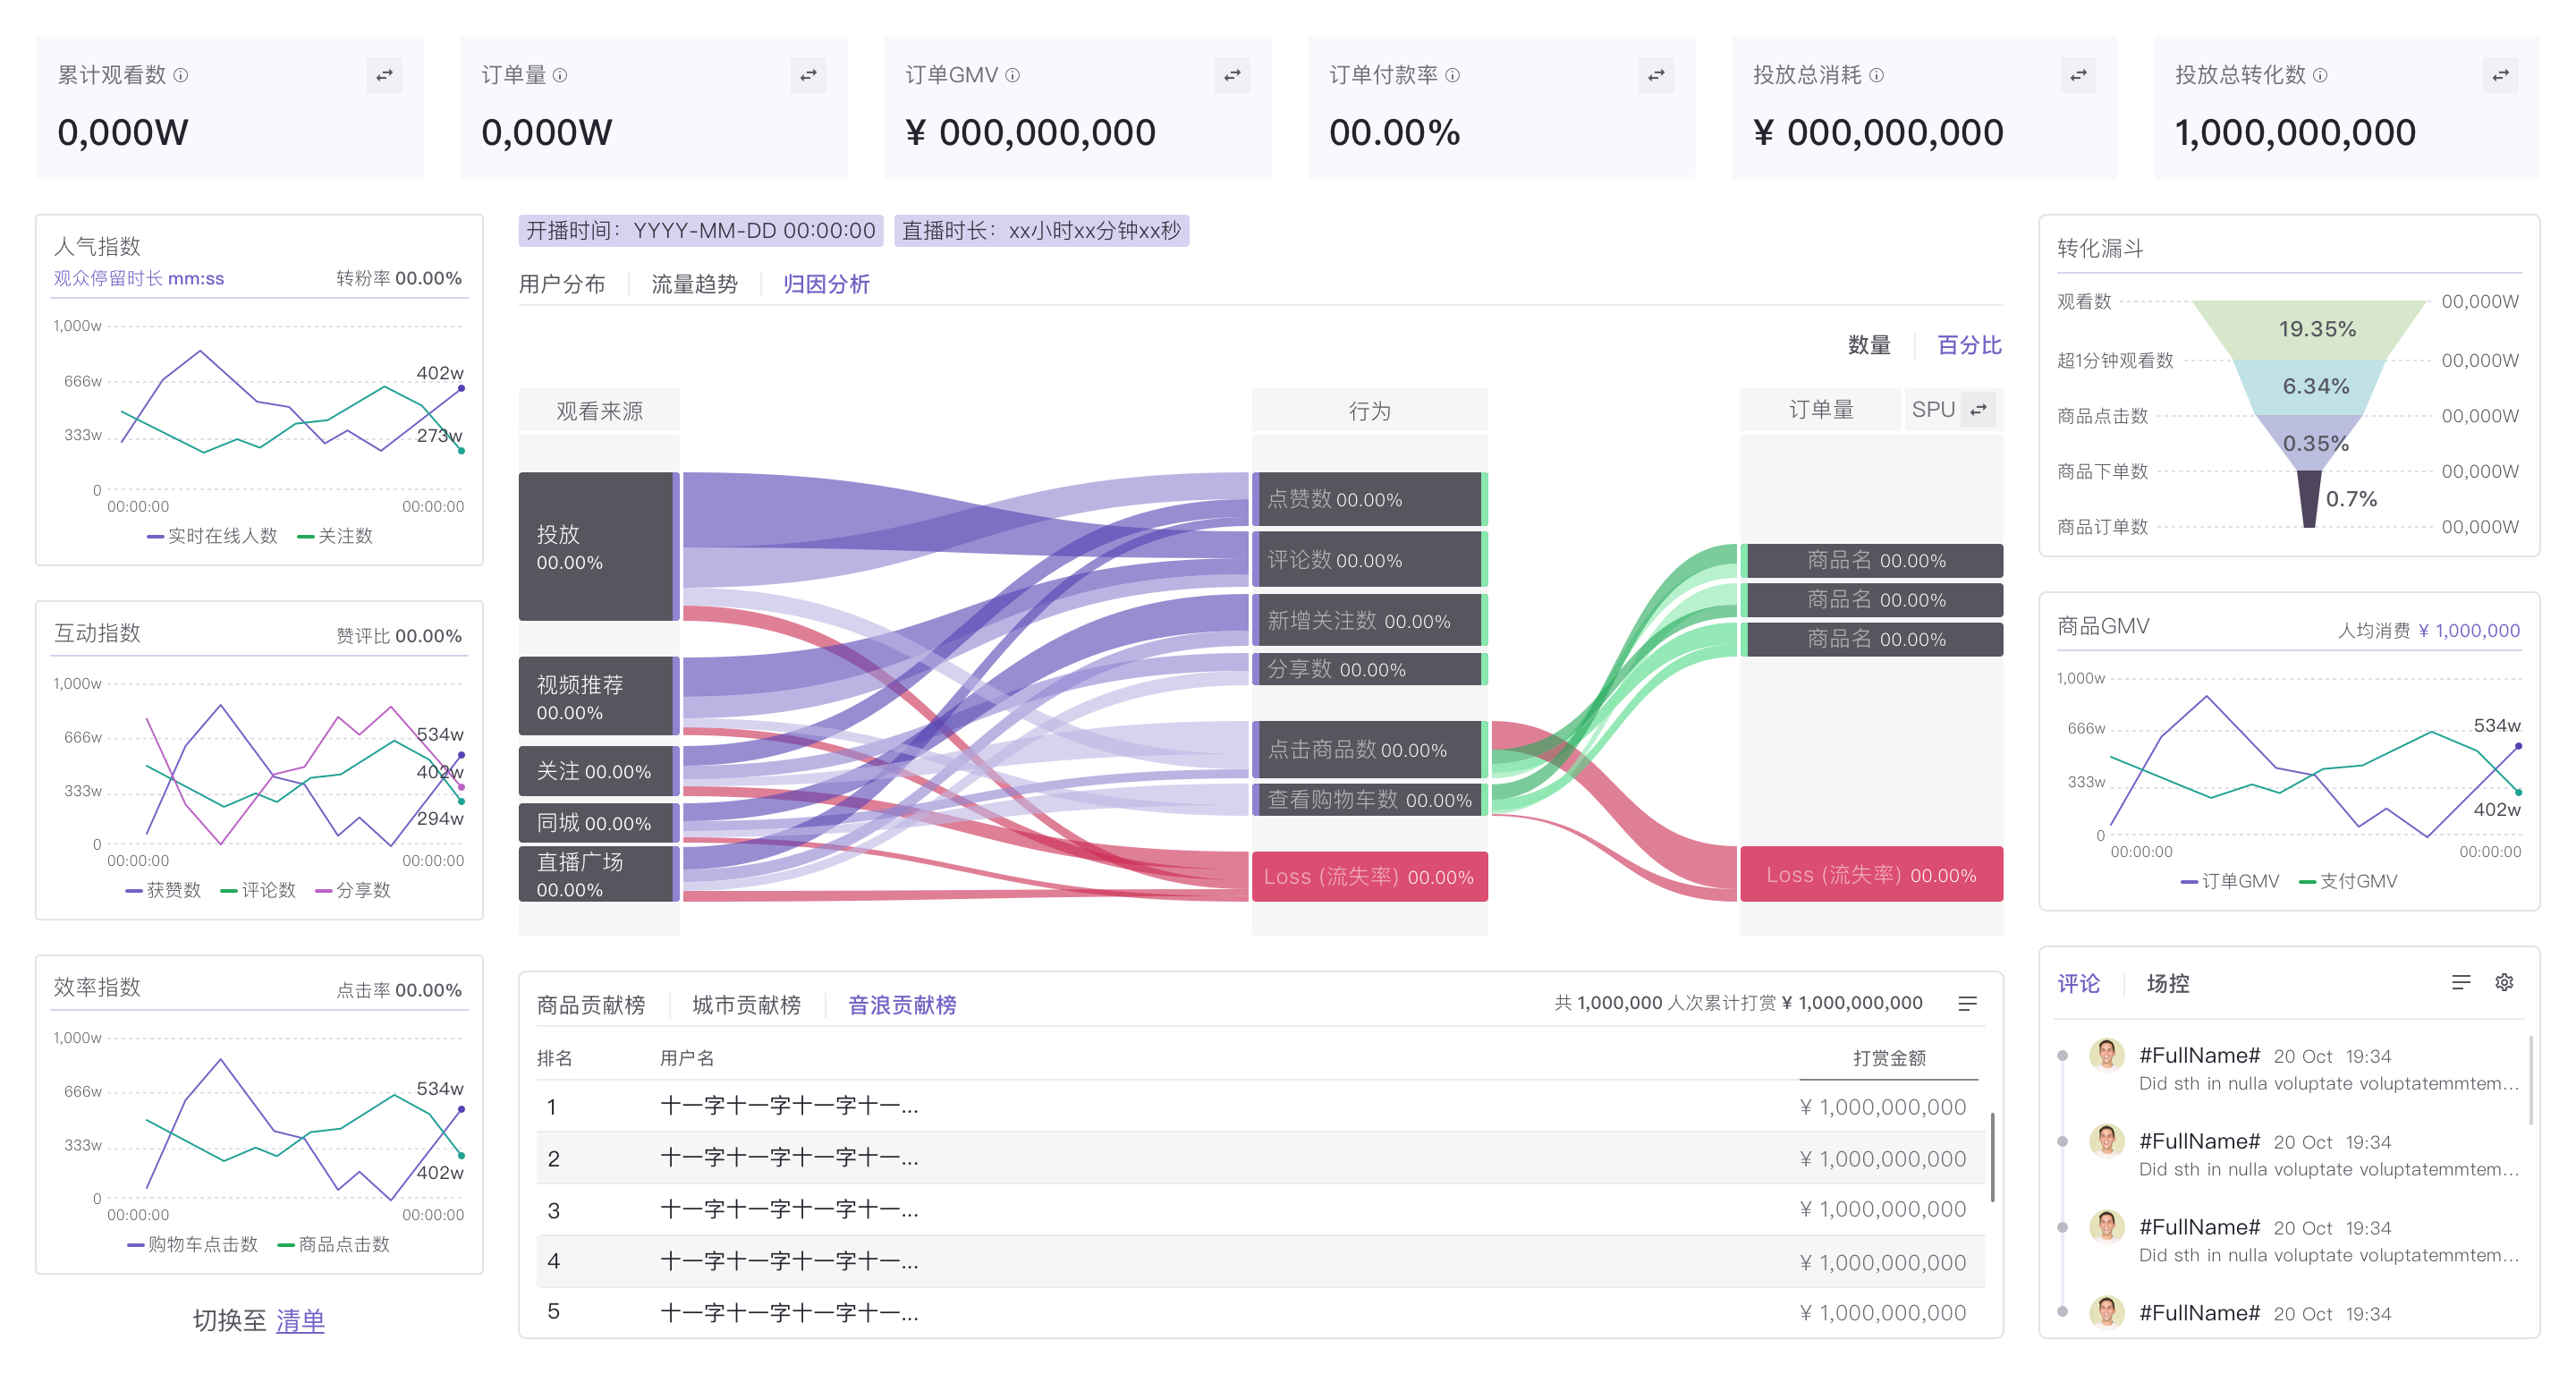 累计观看数
0,000W
订单量
0,000W
订单GMV
¥ 000,000,000
订单付款率
00.00%
投放总消耗
¥ 000,000,000
投放总转化数
1,000,000,000
人气指数
观众停留时长 mm:ss 转粉率 00.00%
1,000w
666w
333w
0
402w
273w
00:00:00 00:00:00
实时在线人数 关注数
互动指数 赞评比 00.00%
1,000w
666w
333w
0
534w
402w
294w
00:00:00 00:00:00
获赞数 评论数 分享数
效率指数 点击率 00.00%
1,000w
666w
333w
0
534w
402w
00:00:00 00:00:00
购物车点击数 商品点击数
切换至 清单
开播时间：YYYY-MM-DD 00:00:00 直播时长：xx小时xx分钟xx秒
用户分布 流量趋势 归因分析
数量 百分比
观看来源
投放
00.00%
视频推荐
00.00%
关注 00.00%
同城 00.00%
直播广场
00.00%
行为
点赞数 00.00%
评论数 00.00%
新增关注数 00.00%
分享数 00.00%
点击商品数 00.00%
查看购物车数 00.00%
Loss (流失率) 00.00%
订单量 SPU
商品名 00.00%
商品名 00.00%
商品名 00.00%
Loss (流失率) 00.00%
商品贡献榜 城市贡献榜 音浪贡献榜 共 1,000,000 人次累计打赏 ¥ 1,000,000,000
排名 用户名 打赏金额
1 十一字十一字十一字十一... ¥ 1,000,000,000
2 十一字十一字十一字十一... ¥ 1,000,000,000
3 十一字十一字十一字十一... ¥ 1,000,000,000
4 十一字十一字十一字十一... ¥ 1,000,000,000
5 十一字十一字十一字十一... ¥ 1,000,000,000
转化漏斗
观看数 00,000W
19.35%
超1分钟观看数 00,000W
6.34%
商品点击数 00,000W
0.35%
商品下单数 00,000W
0.7%
商品订单数 00,000W
商品GMV 人均消费 ¥ 1,000,000
1,000w
666w
333w
0
534w
402w
00:00:00 00:00:00
订单GMV 支付GMV
评论 场控
#FullName# 20 Oct 19:34
Did sth in nulla voluptate voluptatemmtem...
#FullName# 20 Oct 19:34
Did sth in nulla voluptate voluptatemmtem...
#FullName# 20 Oct 19:34
Did sth in nulla voluptate voluptatemmtem...
#FullName# 20 Oct 19:34